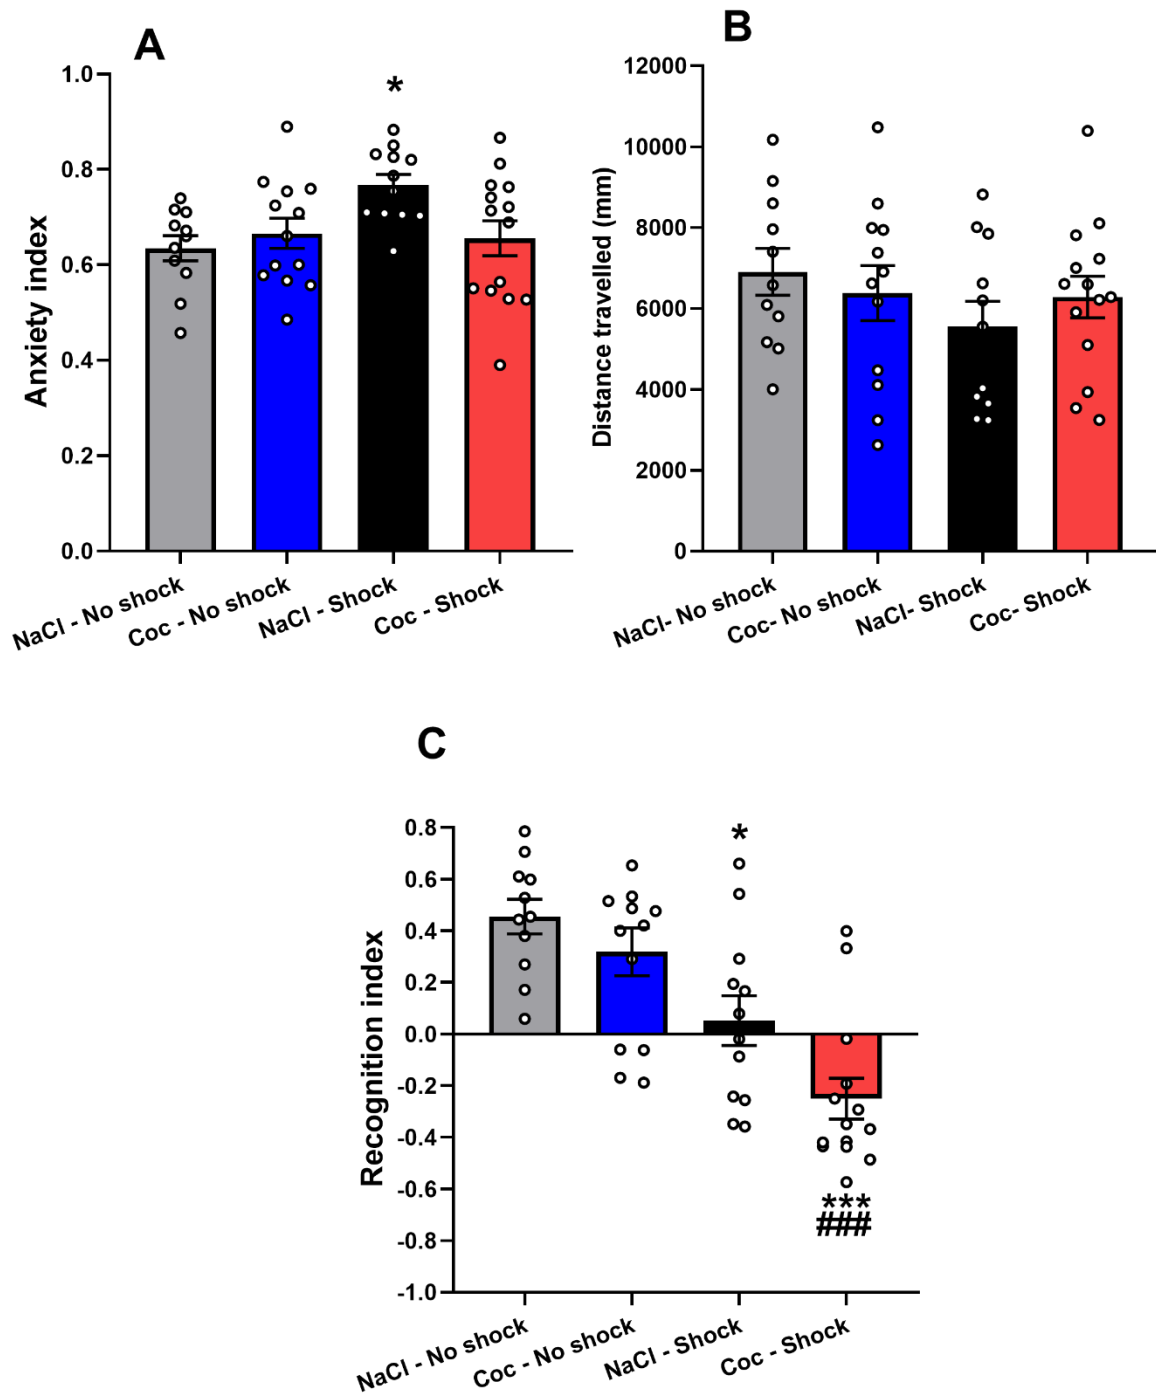 A
1.0
0.8
0.6
0.4
0.2
0.0
Anxiety index
*
NaCl - No shock
Coc - No shock
NaCl - Shock
Coc - Shock
B
12000
10000
8000
6000
4000
2000
0
Distance travelled (mm)
NaCl- No shock
Coc- No shock
NaCl- Shock
Coc- Shock
C
0.8
0.6
0.4
0.2
0.0
-0.2
-0.4
-0.6
-0.8
-1.0
Recognition index
*
***
###
NaCl - No shock
Coc - No shock
NaCl - Shock
Coc - Shock